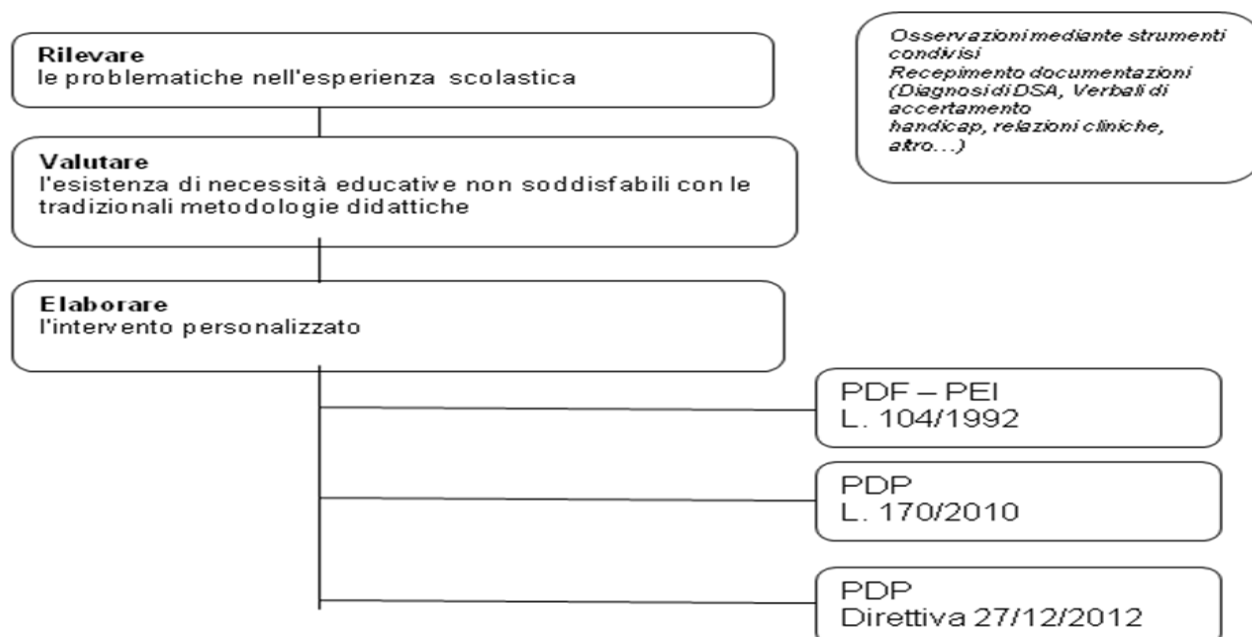 Rilevare
le problematiche nell'esperienza scolastica
Osservazioni mediante strumenti
condivisi
Recepimento documentazioni
(Diagnosi di DSA, Verbali di
accertamento
handicap, relazioni cliniche,
altro...)
Valutare
l'esistenza di necessità educative non soddisfabili con le
tradizionali metodologie didattiche
Elaborare
l'intervento personalizzato
PDF – PEI
L. 104/1992
PDP
L. 170/2010
PDP
Direttiva 27/12/2012